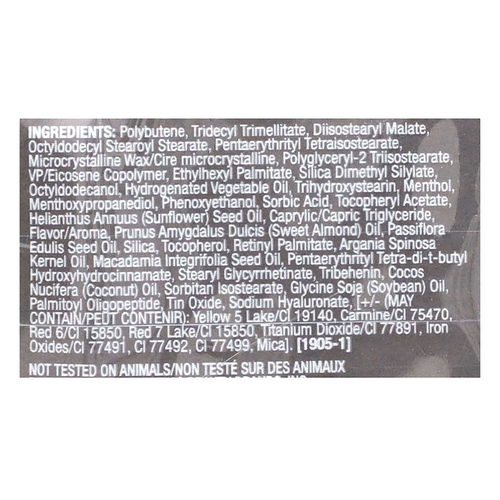 INGREDIENTS: Polybutene, Tridecyl Trimellitate, Diisostearyl Malate,
Octyldodecyl Stearoyl Stearate, Pentaerythrityl Tetraisostearate,
Microcrystalline Wax/Cire microcrystalline, Polyglyceryl-2 Triisostearate,
VP/Eicosene Copolymer, Ethylhexyl Palmitate, Silica Dimethyl Silylate,
Octyldodecanol, Hydrogenated Vegetable Oil, Trihydroxystearin, Menthol,
Menthoxypropanediol, Phenoxyethanol, Sorbic Acid, Tocopheryl Acetate,
Helianthus Annuus (Sunflower) Seed Oil, Caprylic/Capric Triglyceride,
Flavor/Aroma, Prunus Amygdalus Dulcis (Sweet Almond) Oil, Passiflora
Edulis Seed Oil, Silica, Tocopherol, Retinyl Palmitate, Argania Spinosa
Kernel Oil, Macadamia Integrifolia Seed Oil, Pentaerythrityl Tetra-di-t-butyl
Hydroxyhydrocinnamate, Stearyl Glycyrrhetinate, Tribehenin, Cocos
Nucifera (Coconut) Oil, Sorbitan Isostearate, Glycine Soja (Soybean) Oil,
Palmitoyl Oligopeptide, Tin Oxide, Sodium Hyaluronate, [+/- (MAY
CONTAIN/PEUT CONTENIR): Yellow 5 Lake/CI 19140, Carmine/CI 75470,
Red 6/CI 15850, Red 7 Lake/CI 15850, Titanium Dioxide/CI 77891, Iron
Oxides/CI 77491, CI 77492, CI 77499, Mica]. [1905-1]
NOT TESTED ON ANIMALS/NON TESTÉ SUR DES ANIMAUX